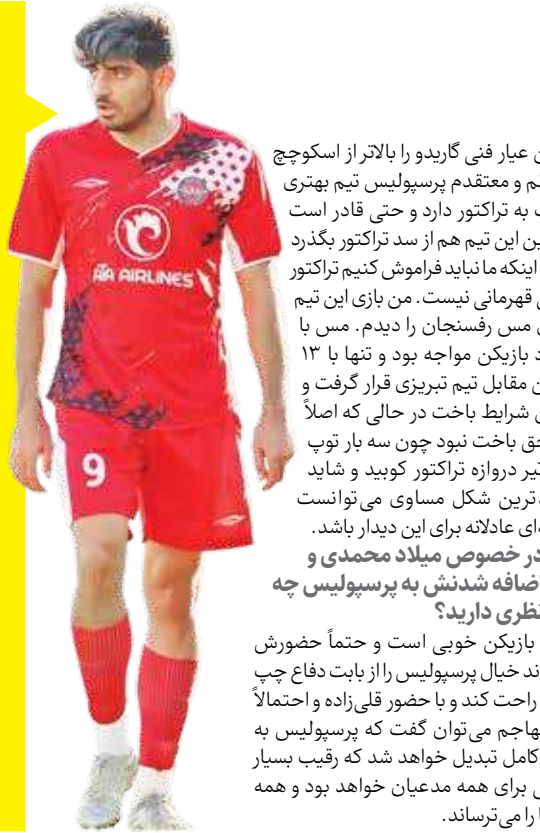 ن عیار فنی گاریدو را بالاتر از اسکوچچ
نم و معتقدم پرسپولیس تیم بهتری
ب به تراکتور دارد و حتی قادر است
ین این تیم هم از سد تراکتور بگذرد
اینکه ما نباید فراموش کنیم تراکتور
ی قهرمانی نیست. من بازی این تیم
ل مس رفسنجان را دیدم. مس با
د بازیکن مواجه بود و تنها با ۱۳
ن مقابل تیم تبریزی قرار گرفت و
ن شرایط باخت در حالی که اصلاً
حق باخت نبود چون سه بار توپ
تیر دروازه تراکتور کوبید و شاید
دترین شکل مساوی می‌توانست
ه‌ای عادلانه برای این دیدار باشد.
در خصوص میلاد محمدی و
اضافه شدنش به پرسپولیس چه
نظری دارید؟
بازیکن خوبی است و حتماً حضورش
ند خیال پرسپولیس را از بابت دفاع چپ
راحت کند و با حضور قلی‌زاده و احتمالاً
هاجم می‌توان گفت که پرسپولیس به
کامل تبدیل خواهد شد که رقیب بسیار
ی برای همه مدعیان خواهد بود و همه
ا را می‌ترساند.
ATA AIRLINES
9